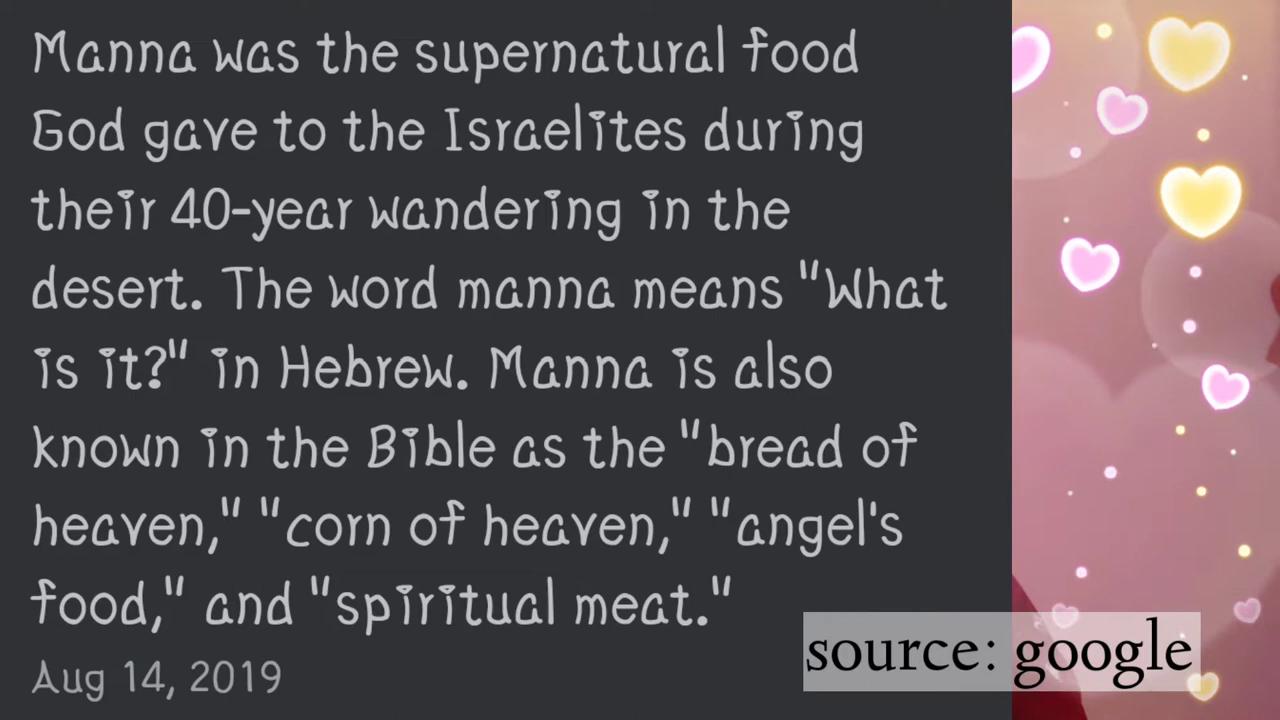 Manna was the supernatural food
God gave to the Israelites during
their 40-year wandering in the
desert. The word manna means "What
is it?" in Hebrew. Manna is also
known in the Bible as the "bread of
heaven," "corn of heaven," "angel's
food," and "spiritual meat."
Aug 14, 2019
source: google